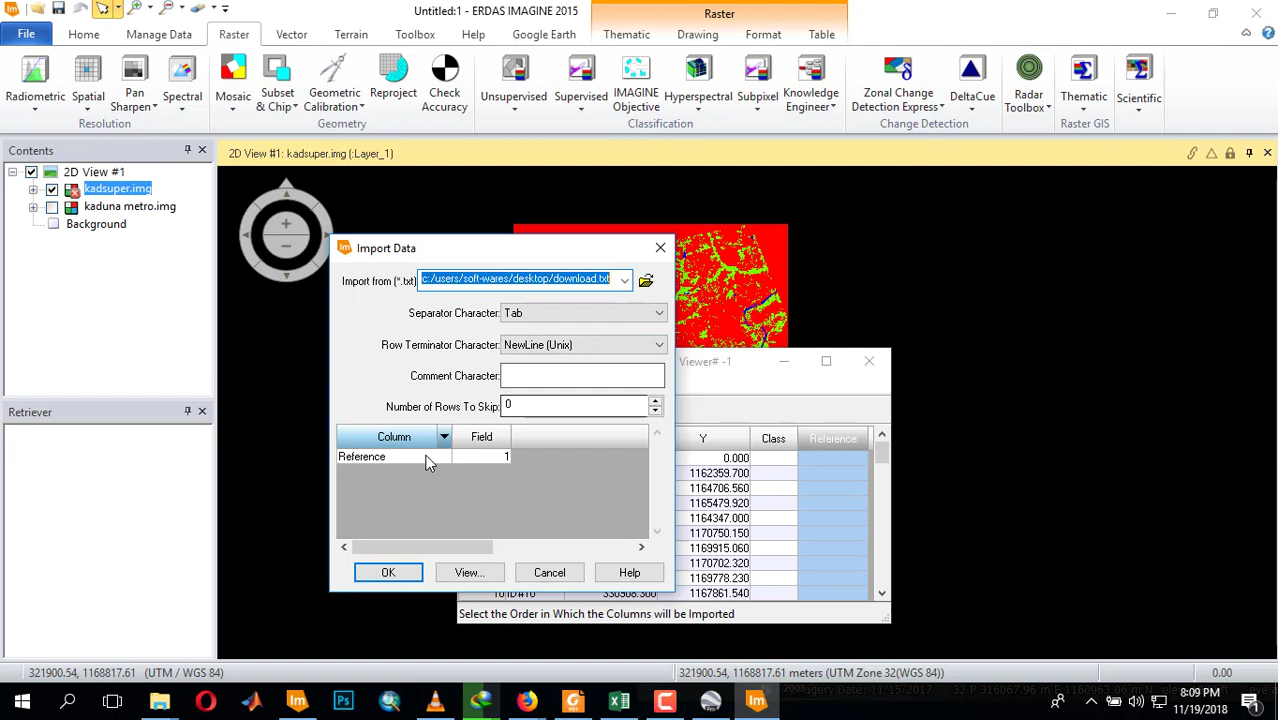 Untitled:1 - ERDAS IMAGINE 2015
Raster
File
Home
Manage Data
Raster
Vector
Terrain
Toolbox
Help
Google Earth
Thematic
Drawing
Format
Table
Radiometric
Spatial
Pan Sharpen
Spectral
Mosaic
Subset & Chip
Geometric Calibration
Reproject
Check Accuracy
Unsupervised
Supervised
IMAGINE Objective
Hyperspectral
Subpixel
Knowledge Engineer
Zonal Change Detection Express
DeltaCue
Radar Toolbox
Thematic
Scientific
Resolution
Geometry
Classification
Change Detection
Raster GIS
Contents
2D View #1
kadsuper.img
kaduna metro.img
Background
Retriever
2D View #1: kadsuper.img (:Layer_1)
Import Data
Import from (*.txt)
c:/users/soft-wares/desktop/download.txt
Separator Character:
Tab
Row Terminator Character:
NewLine (Unix)
Comment Character:
Number of Rows To Skip:
0
Column
Field
Reference
1
OK
View...
Cancel
Help
Viewer# -1
Y
Class
Reference
0.000
1162359.700
1164706.560
1165479.920
1164347.000
1170750.150
1169915.060
1170702.320
1169778.230
10 ID#10 330908.300 1167861.540
Select the Order in Which the Columns will be Imported
321900.54, 1168817.61 (UTM / WGS 84)
321900.54, 1168817.61 meters (UTM Zone 32(WGS 84))
0.00
8:09 PM
11/19/2018